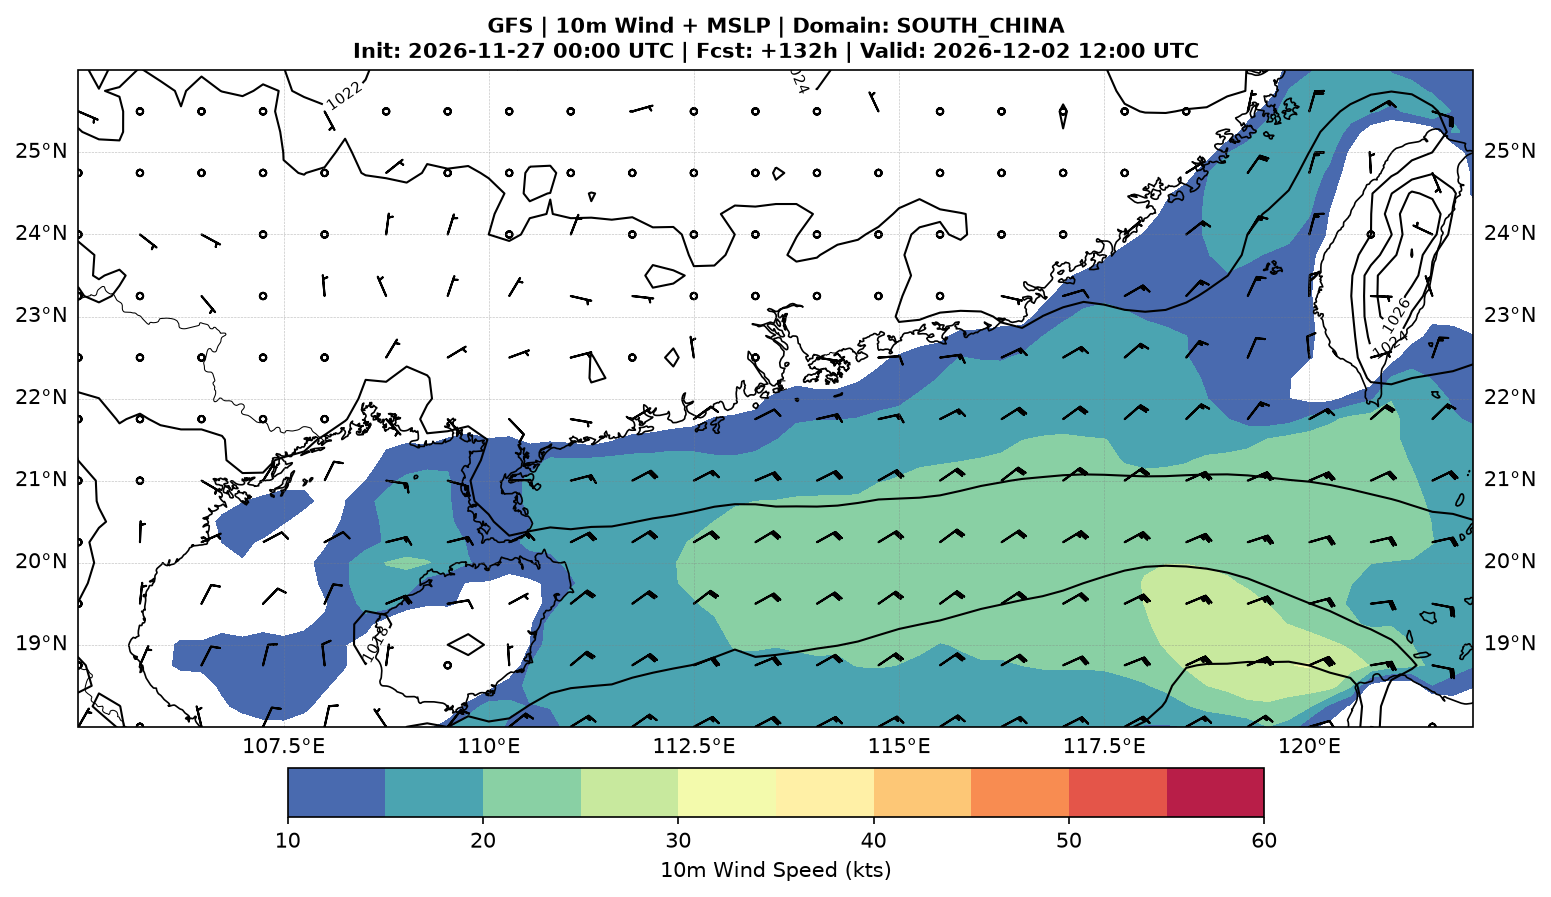 GFS | 10m Wind + MSLP | Domain: SOUTH_CHINA
Init: 2026-11-27 00:00 UTC | Fcst: +132h | Valid: 2026-12-02 12:00 UTC
1022
1024
25°N
25°N
24°N
24°N
23°N
23°N
1026
1024
22°N
22°N
21°N
21°N
20°N
20°N
19°N
19°N
1018
107.5°E
110°E
112.5°E
115°E
117.5°E
120°E
10
20
30
40
50
60
10m Wind Speed (kts)